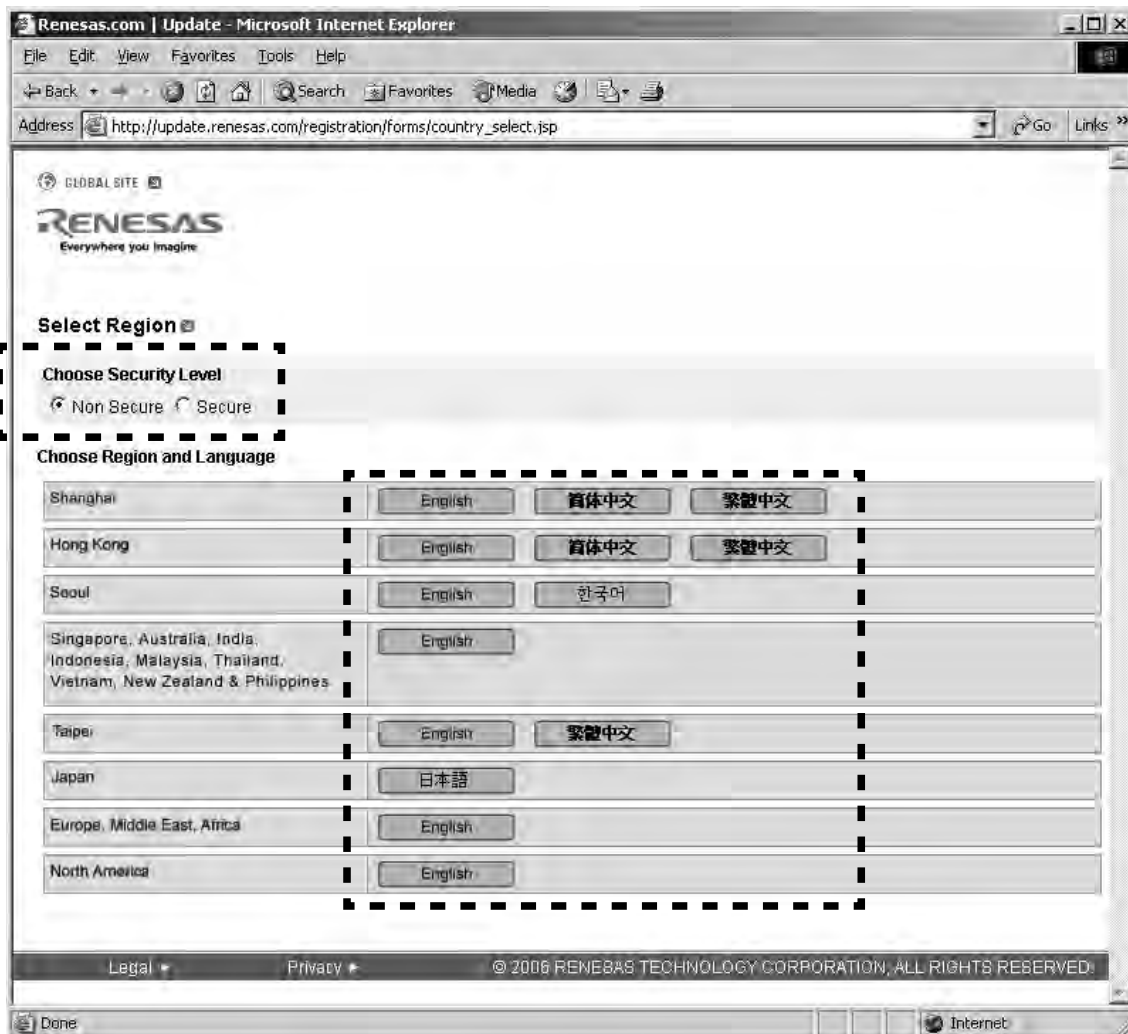 Renesas.com | Update - Microsoft Internet Explorer
File Edit View Favorites Tools Help
Back Search Favorites Media
Address http://update.renesas.com/registration/forms/country_select.jsp Go Links »
GLOBAL SITE
RENESAS
Everywhere you Imagine
Select Region
Choose Security Level
Non Secure Secure
Choose Region and Language
Shanghai English 简体中文 繁體中文
Hong Kong English 简体中文 繁體中文
Seoul English 한국어
Singapore, Australia, India, English
Indonesia, Malaysia, Thailand,
Vietnam, New Zealand & Philippines
Taipei English 繁體中文
Japan 日本語
Europe, Middle East, Africa English
North America English
Legal Privacy © 2006 RENESAS TECHNOLOGY CORPORATION, ALL RIGHTS RESERVED.
Done Internet